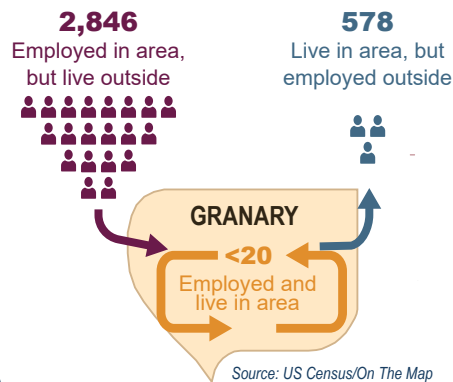 2,846
Employed in area,
but live outside
578
Live in area, but
employed outside
GRANARY
<20
Employed and
live in area
Source: US Census/On The Map